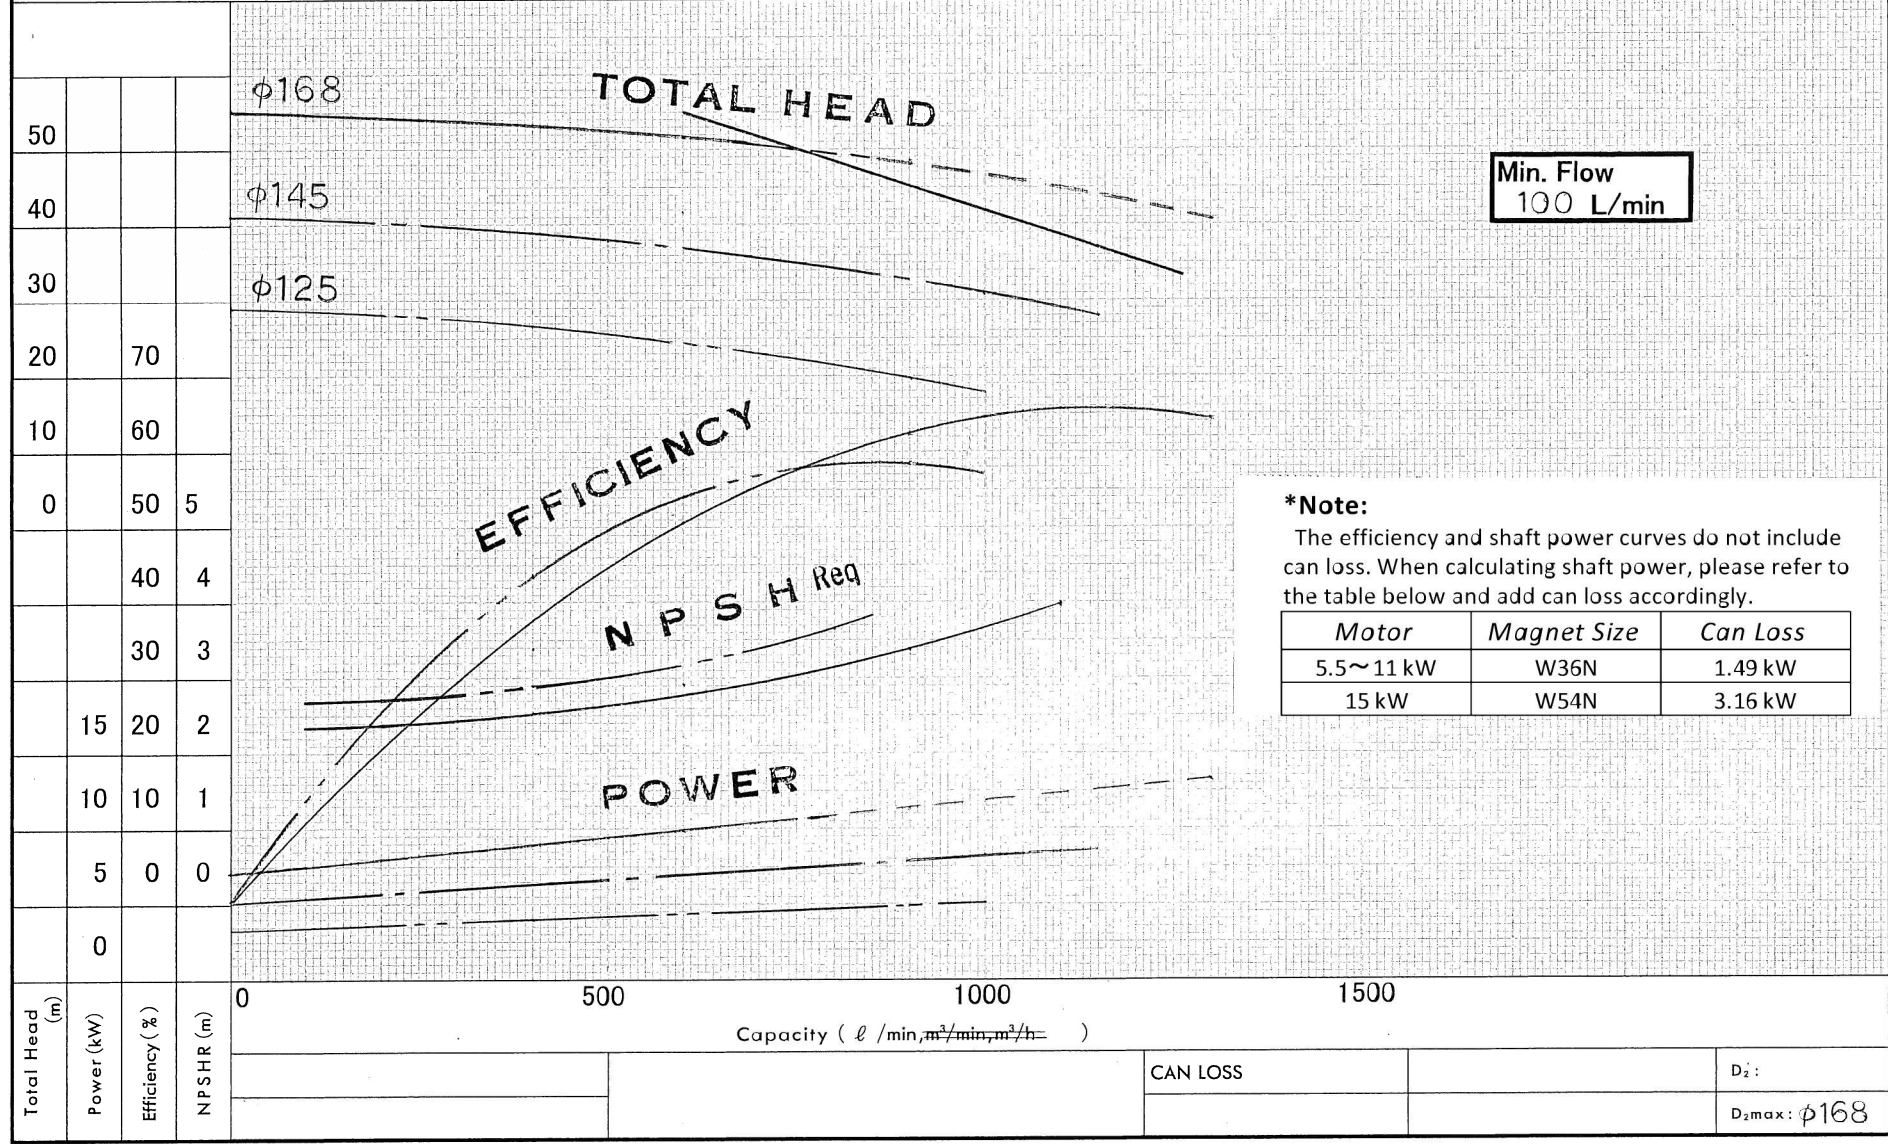 φ168
TOTAL HEAD
50
Min. Flow
100 L/min
φ145
40
30
φ125
20 70
EFFICIENCY
10 60
0 50 5
*Note:
The efficiency and shaft power curves do not include
can loss. When calculating shaft power, please refer to
the table below and add can loss accordingly.
Motor Magnet Size Can Loss
5.5～11 kW W36N 1.49 kW
15 kW W54N 3.16 kW
40 4
NPSH Req
30 3
15 20 2
POWER
10 10 1
5 0 0
0
0 500 1000 1500
Total Head (m)
Power (kW)
Efficiency (%)
NPSHR (m)
Capacity ( ℓ /min, m³/min, m³/h )
CAN LOSS
D₂:
D₂max: φ168